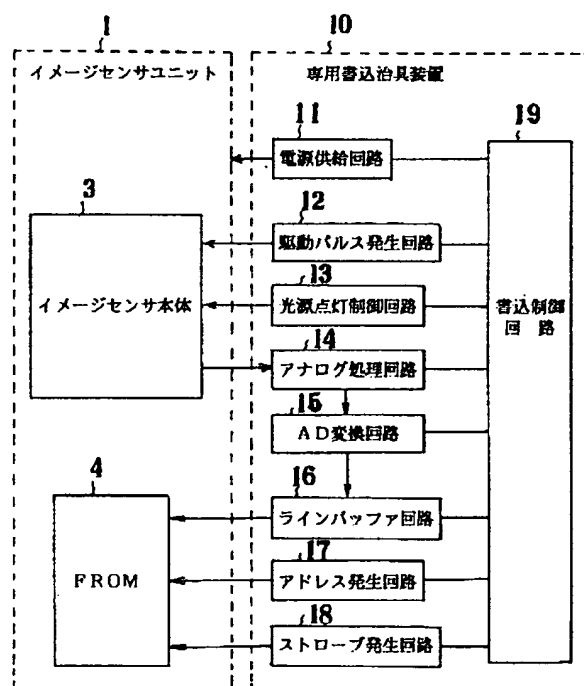 1
イメージセンサユニット
10
専用書込治具装置
11
電源供給回路
19
書込制御
回 路
3
イメージセンサ本体
12
駆動パルス発生回路
13
光源点灯制御回路
14
アナログ処理回路
15
AD変換回路
4
FROM
16
ラインバッファ回路
17
アドレス発生回路
18
ストローブ発生回路